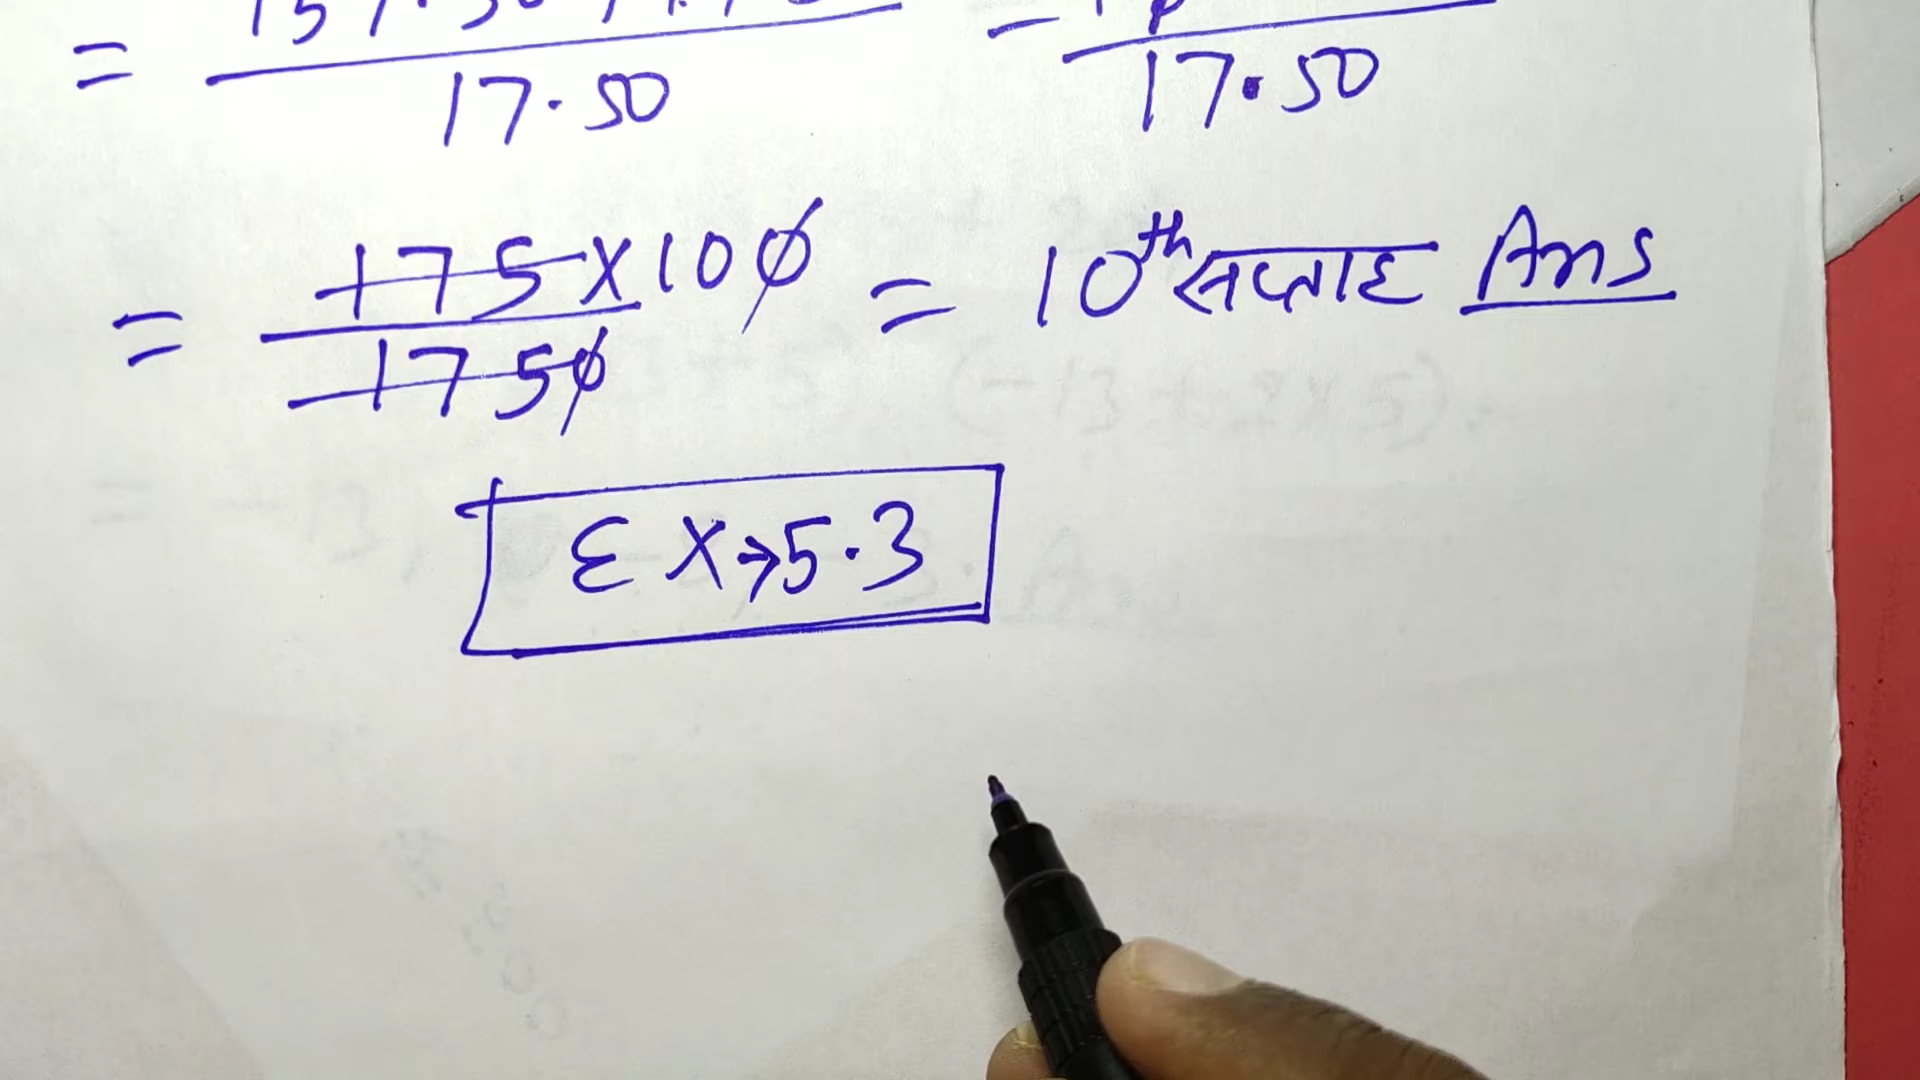 = 17.50 = 17.50
= 175×100 / 1750 = 10th सप्ताह Ans
Ex→5.3